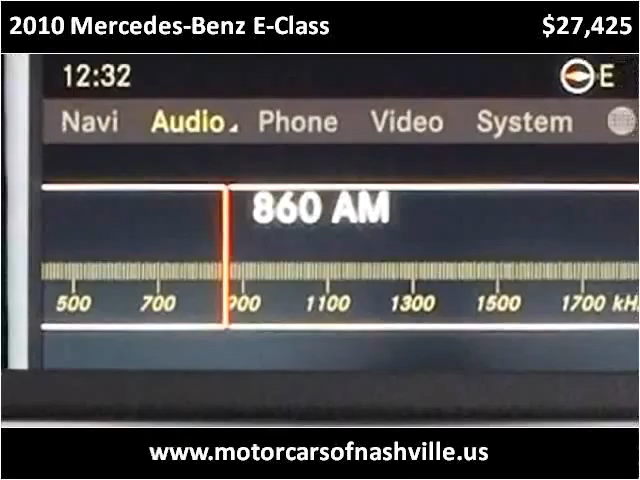 2010 Mercedes-Benz E-Class $27,425
12:32 E
Navi Audio Phone Video System
860 AM
500 700 900 1100 1300 1500 1700 kH
www.motorcarsofnashville.us